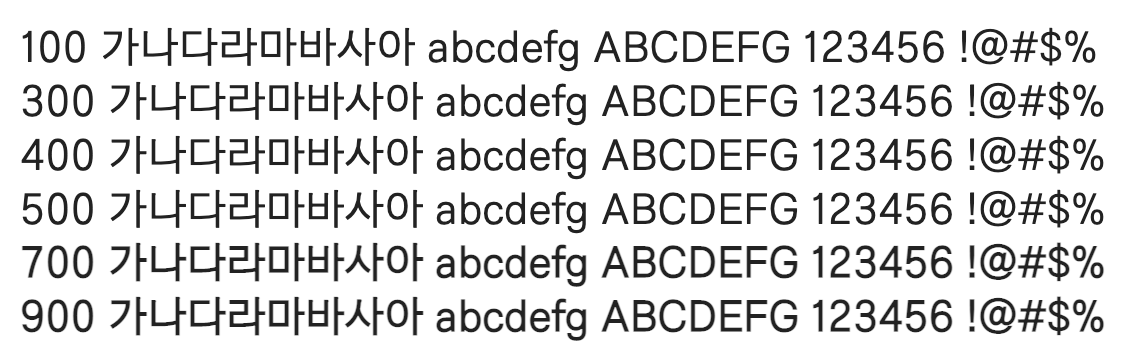 100 가나다라마바사아 abcdefg ABCDEFG 123456 !@#$%
300 가나다라마바사아 abcdefg ABCDEFG 123456 !@#$%
400 가나다라마바사아 abcdefg ABCDEFG 123456 !@#$%
500 가나다라마바사아 abcdefg ABCDEFG 123456 !@#$%
700 가나다라마바사아 abcdefg ABCDEFG 123456 !@#$%
900 가나다라마바사아 abcdefg ABCDEFG 123456 !@#$%